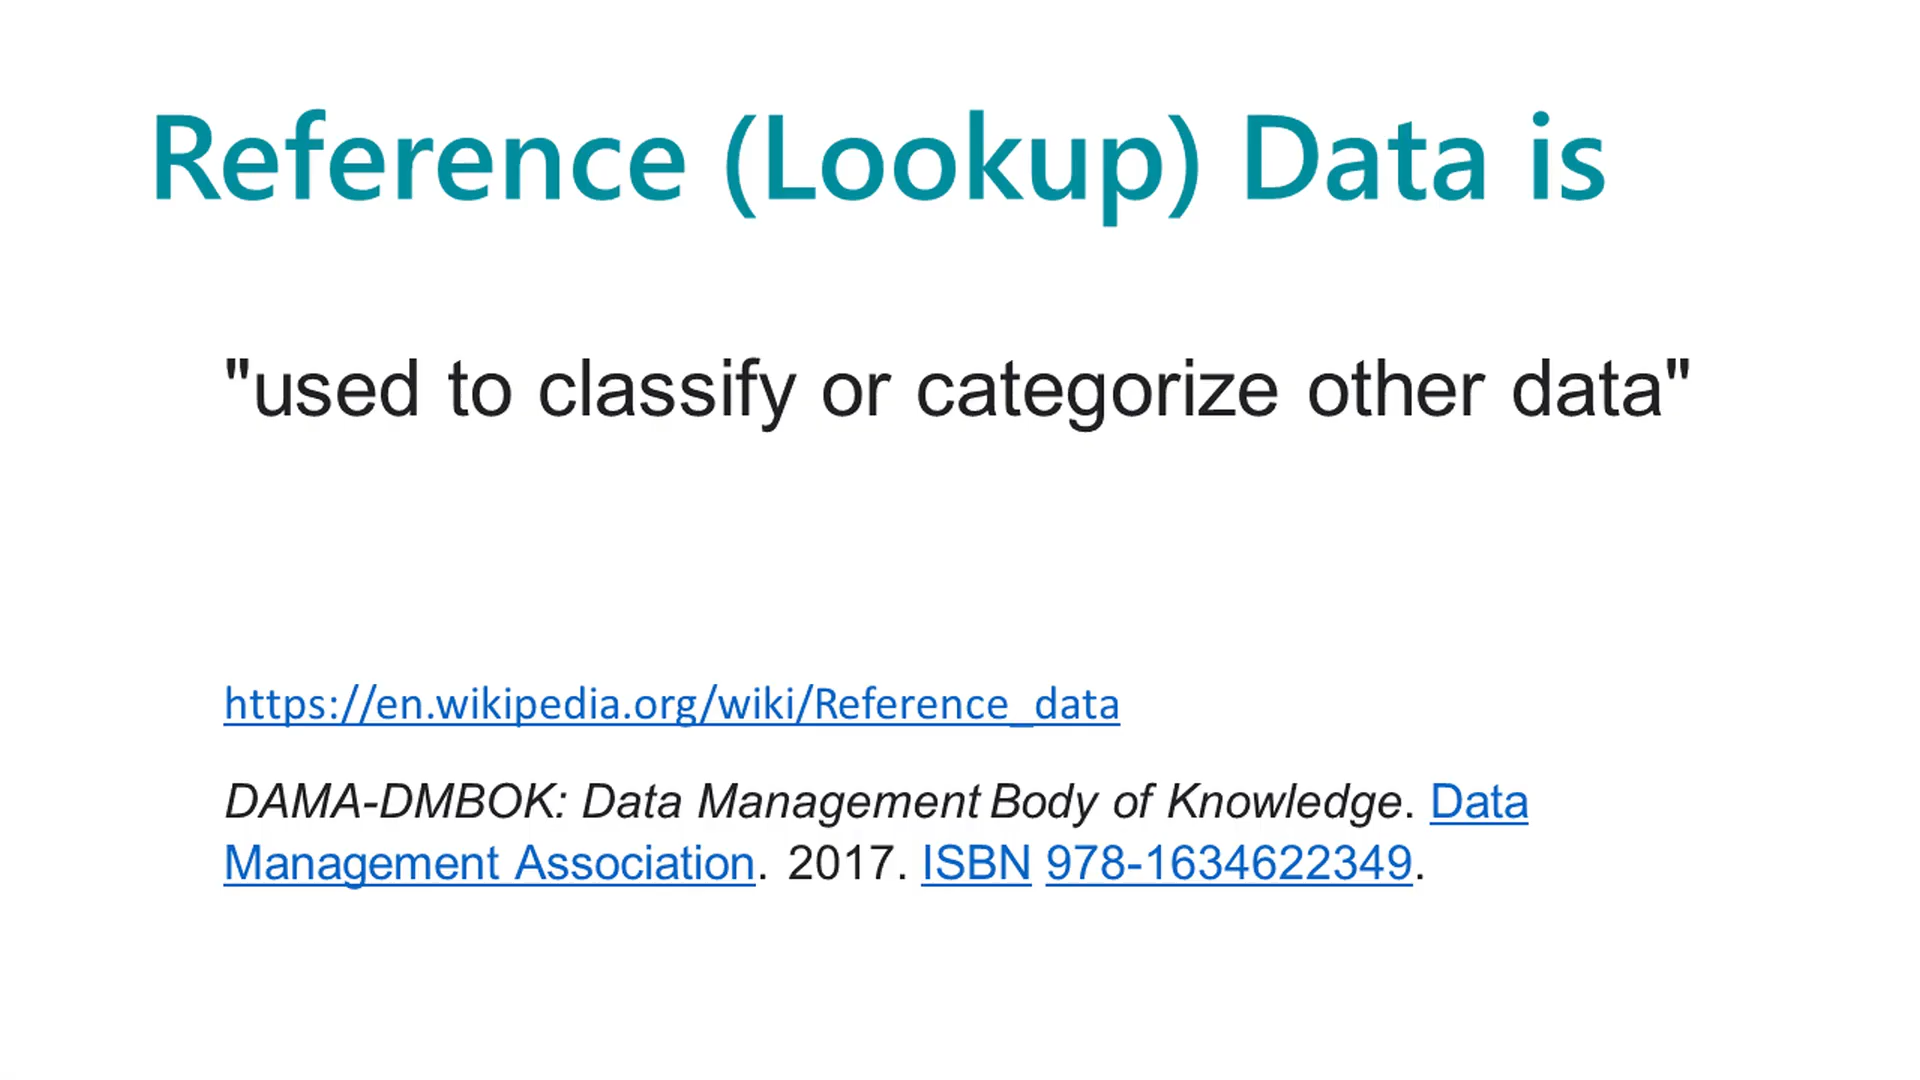 Reference (Lookup) Data is
"used to classify or categorize other data"
https://en.wikipedia.org/wiki/Reference_data
DAMA-DMBOK: Data Management Body of Knowledge. Data
Management Association. 2017. ISBN 978-1634622349.